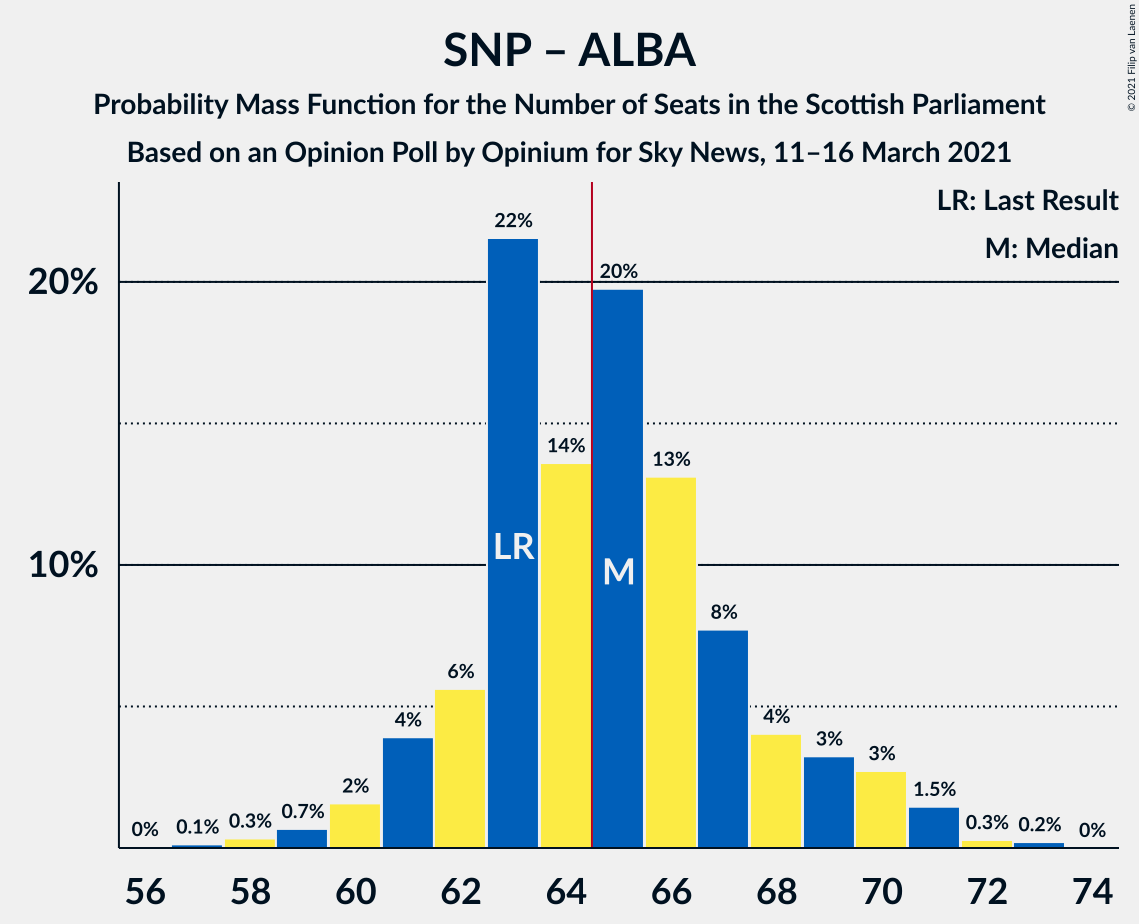 SNP – ALBA
Probability Mass Function for the Number of Seats in the Scottish Parliament
Based on an Opinion Poll by Opinium for Sky News, 11–16 March 2021
© 2021 Filip van Laenen
LR: Last Result
M: Median
20%
10%
0%
0.1%
0.3%
0.7%
2%
4%
6%
22%
14%
20%
13%
8%
4%
3%
3%
1.5%
0.3%
0.2%
0%
LR
M
56 58 60 62 64 66 68 70 72 74